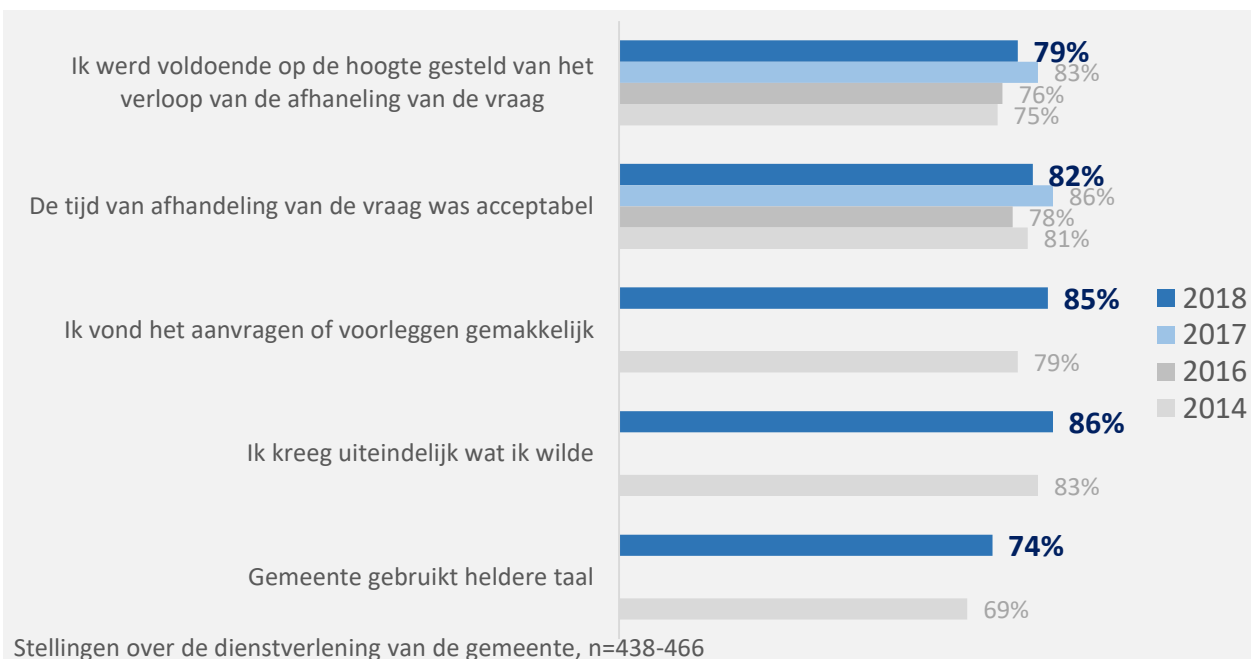 Ik werd voldoende op de hoogte gesteld van het
verloop van de afhaneling van de vraag
79%
83%
76%
75%
De tijd van afhandeling van de vraag was acceptabel
82%
86%
78%
81%
Ik vond het aanvragen of voorleggen gemakkelijk
85%
79%
Ik kreeg uiteindelijk wat ik wilde
86%
83%
Gemeente gebruikt heldere taal
74%
69%
2018
2017
2016
2014
Stellingen over de dienstverlening van de gemeente, n=438-466